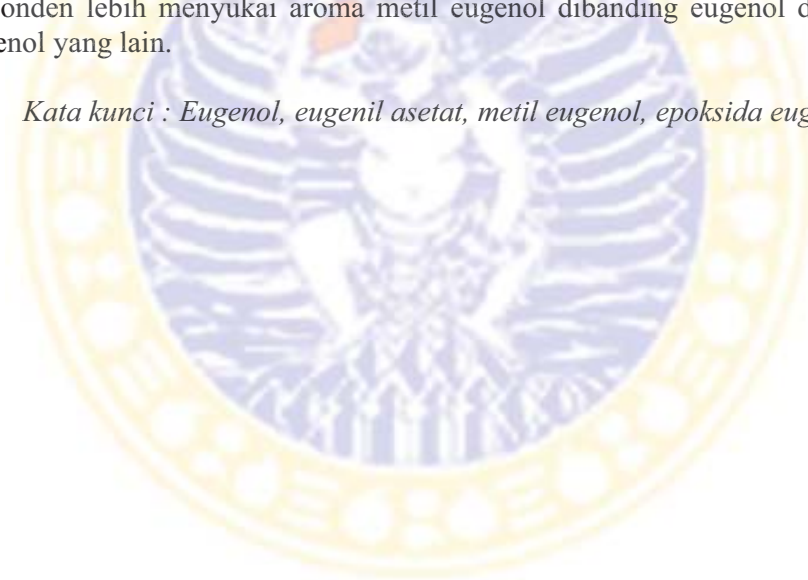 onden lebih menyukai aroma metil eugenol dibanding eugenol d
enol yang lain.
Kata kunci : Eugenol, eugenil asetat, metil eugenol, epoksida eug